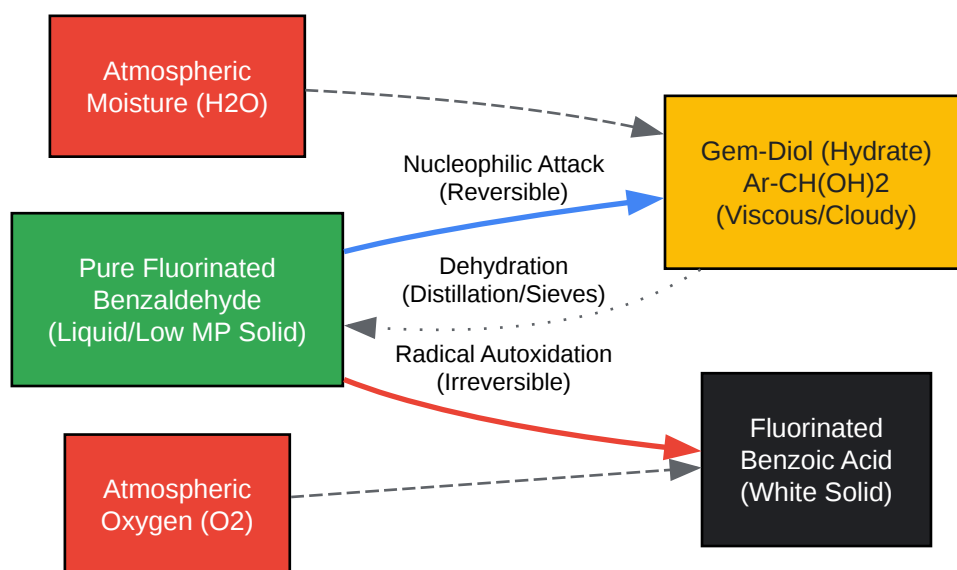 Atmospheric
Moisture (H2O)
Gem-Diol (Hydrate)
Ar-CH(OH)2
(Viscous/Cloudy)
Nucleophilic Attack
(Reversible)
Pure Fluorinated
Benzaldehyde
(Liquid/Low MP Solid)
Dehydration
(Distillation/Sieves)
Radical Autoxidation
(Irreversible)
Fluorinated
Benzoic Acid
(White Solid)
Atmospheric
Oxygen (O2)